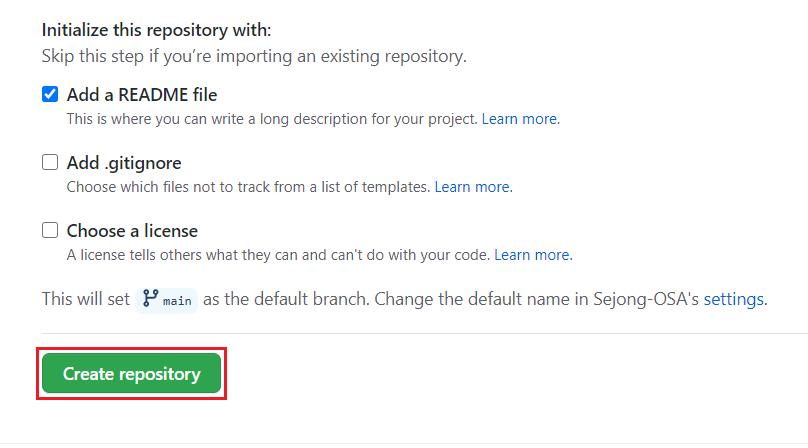 Initialize this repository with:
Skip this step if you're importing an existing repository.
Add a README file
This is where you can write a long description for your project. Learn more.
Add .gitignore
Choose which files not to track from a list of templates. Learn more.
Choose a license
A license tells others what they can and can't do with your code. Learn more.
This will set main as the default branch. Change the default name in Sejong-OSA's settings.
Create repository